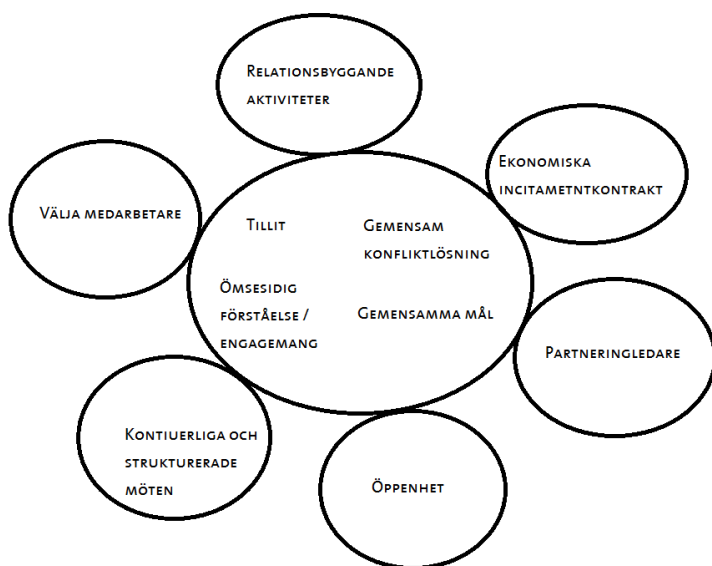 Relationsbyggande
aktiviteter
Ekonomiska
incitametntkontrakt
Välja medarbetare
Tillit
Gemensam
konfliktlösning
Ömsesidig
förståelse /
engagemang
Gemensamma mål
Partneringledare
Kontiuerliga och
strukturerade
möten
Öppenhet